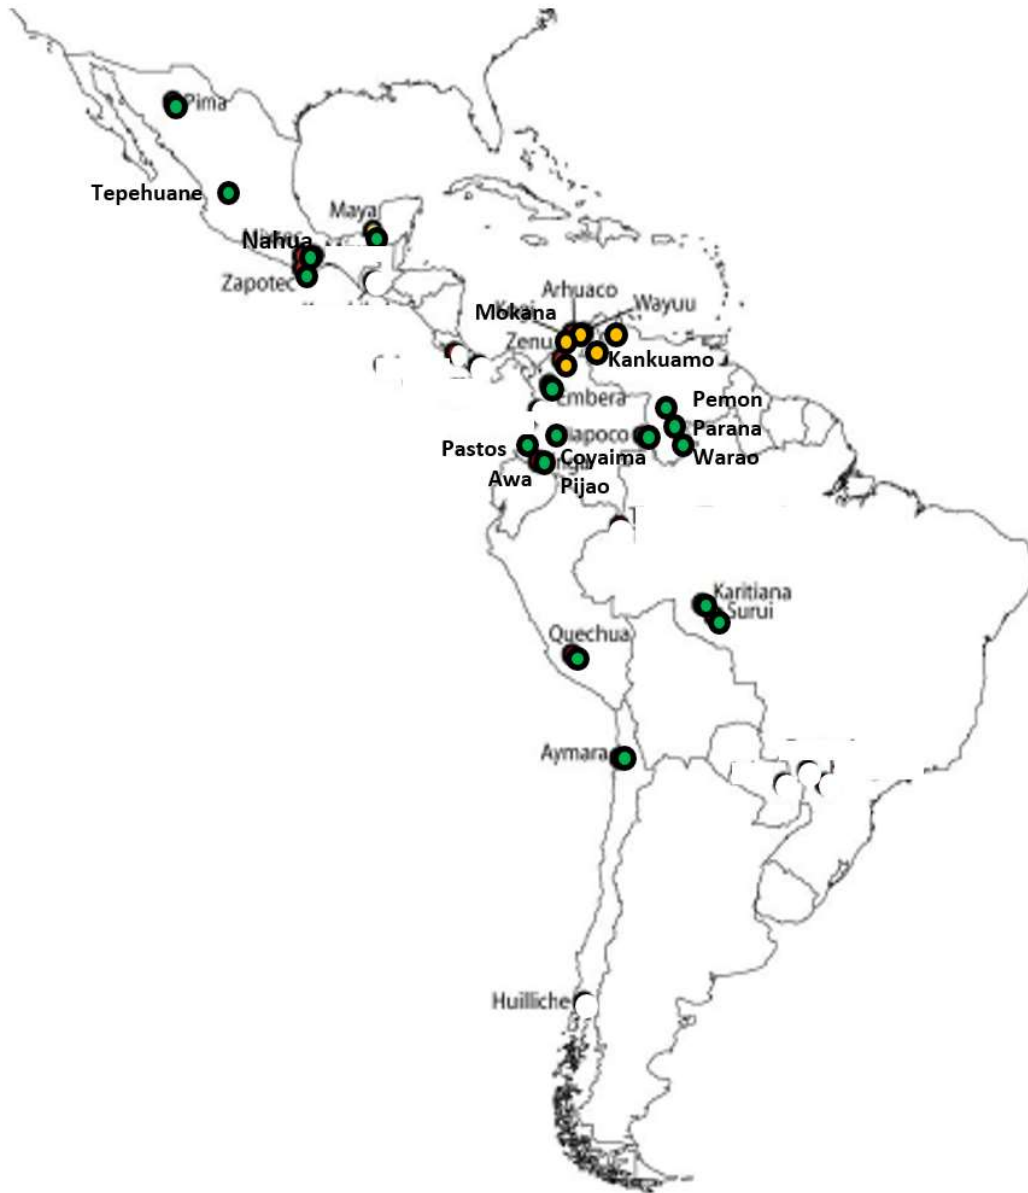 Pima
Tepehuane
Maya
Nahua
Zapotec
Arhuaco
Mokana
Wayuu
Zenu
Kankuamo
Embera
Pemon
Parana
Pastos
Coyaima
Warao
Awa
Pijao
Karitiana
Surui
Quechua
Aymara
Huilliche